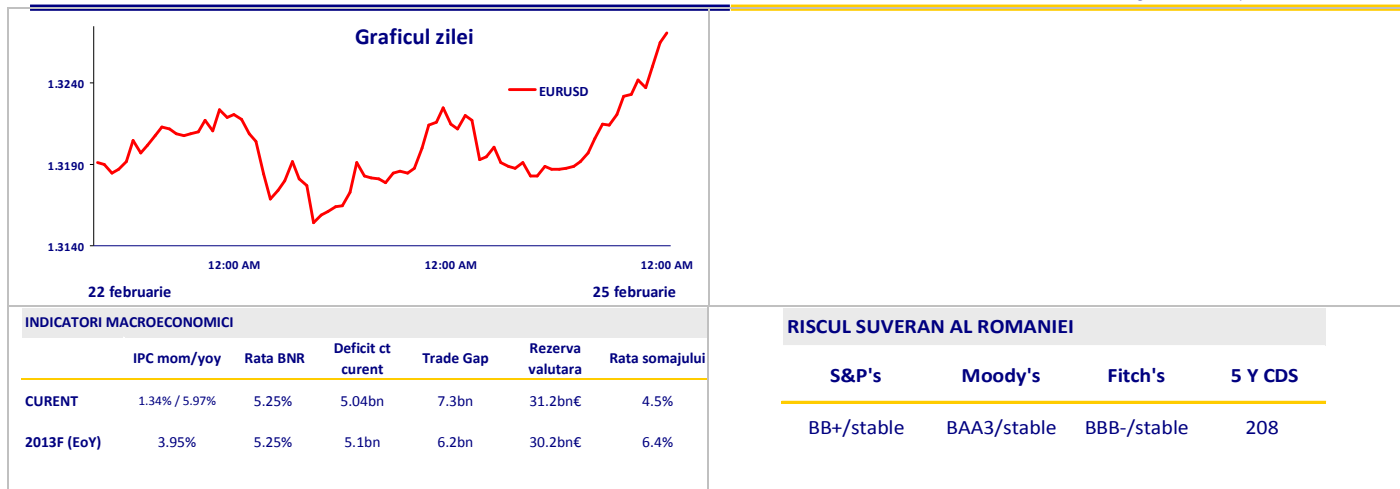 Graficul zilei
1.3240
EURUSD
1.3190
1.3140
12:00 AM 12:00 AM 12:00 AM
22 februarie 25 februarie
INDICATORI MACROECONOMICI
IPC mom/yoy Rata BNR Deficit ct curent Trade Gap Rezerva valutara Rata somajului
CURENT 1.34% / 5.97% 5.25% 5.04bn 7.3bn 31.2bn€ 4.5%
2013F (EoY) 3.95% 5.25% 5.1bn 6.2bn 30.2bn€ 6.4%
RISCUL SUVERAN AL ROMANIEI
S&P's Moody's Fitch's 5 Y CDS
BB+/stable BAA3/stable BBB-/stable 208